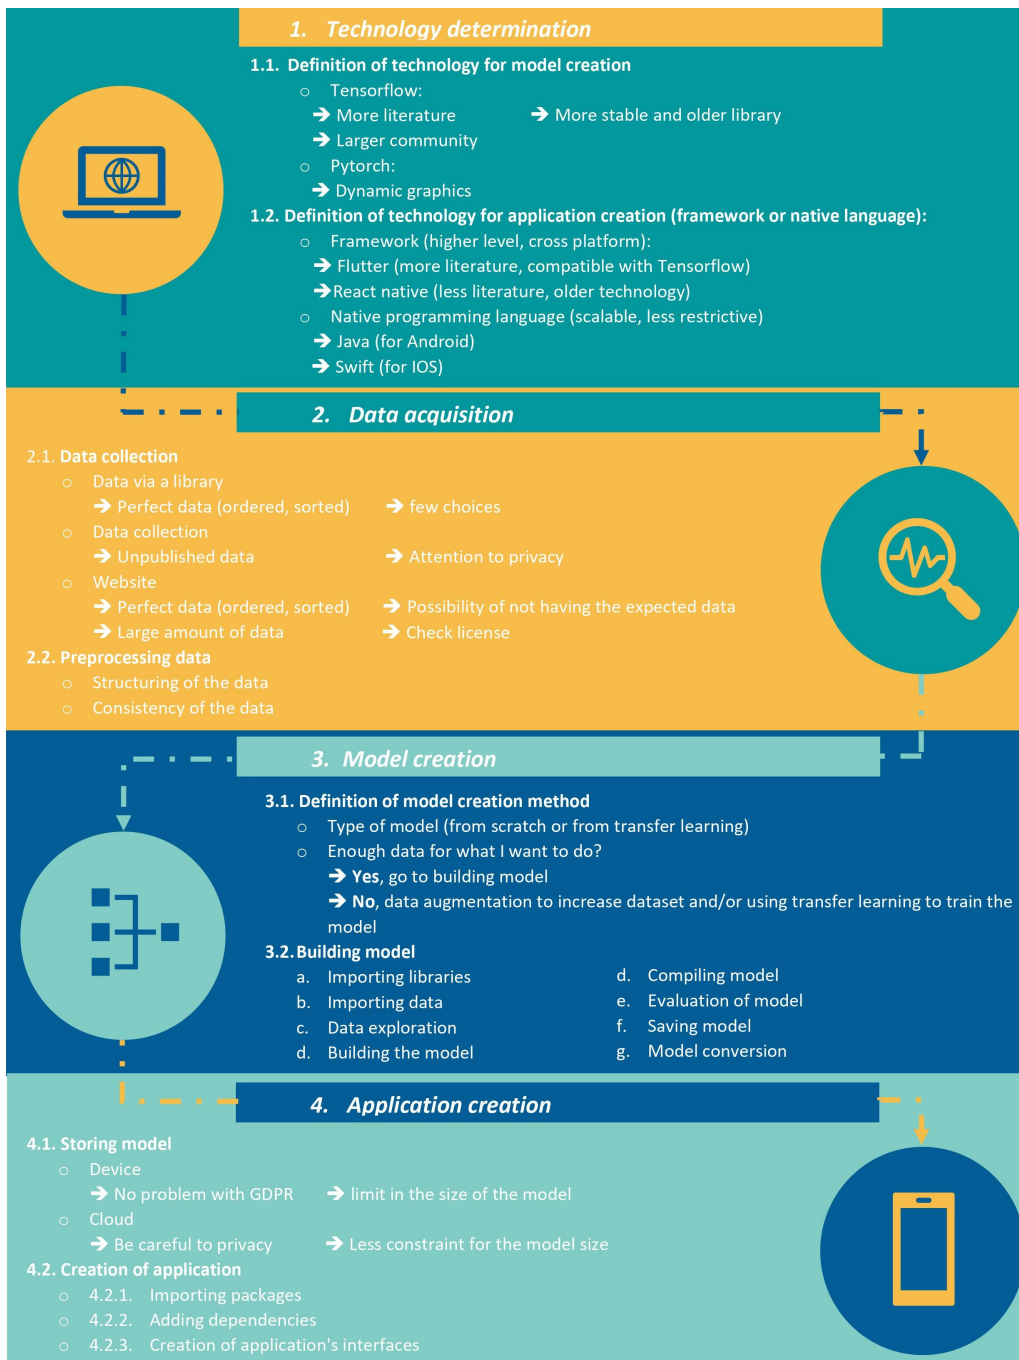 1. Technology determination
1.1. Definition of technology for model creation
○ Tensorflow:
➔ More literature ➔ More stable and older library
➔ Larger community
○ Pytorch:
➔ Dynamic graphics
1.2. Definition of technology for application creation (framework or native language):
○ Framework (higher level, cross platform):
➔ Flutter (more literature, compatible with Tensorflow)
➔React native (less literature, older technology)
○ Native programming language (scalable, less restrictive)
➔ Java (for Android)
➔ Swift (for IOS)
2. Data acquisition
2.1. Data collection
○ Data via a library
➔ Perfect data (ordered, sorted) ➔ few choices
○ Data collection
➔ Unpublished data ➔ Attention to privacy
○ Website
➔ Perfect data (ordered, sorted) ➔ Possibility of not having the expected data
➔ Large amount of data ➔ Check license
2.2. Preprocessing data
○ Structuring of the data
○ Consistency of the data
3. Model creation
3.1. Definition of model creation method
○ Type of model (from scratch or from transfer learning)
○ Enough data for what I want to do?
➔ Yes, go to building model
➔ No, data augmentation to increase dataset and/or using transfer learning to train the
model
3.2. Building model
a. Importing libraries
b. Importing data
c. Data exploration
d. Building the model
d. Compiling model
e. Evaluation of model
f. Saving model
g. Model conversion
4. Application creation
4.1. Storing model
○ Device
➔ No problem with GDPR ➔ limit in the size of the model
○ Cloud
➔ Be careful to privacy ➔ Less constraint for the model size
4.2. Creation of application
○ 4.2.1. Importing packages
○ 4.2.2. Adding dependencies
○ 4.2.3. Creation of application's interfaces